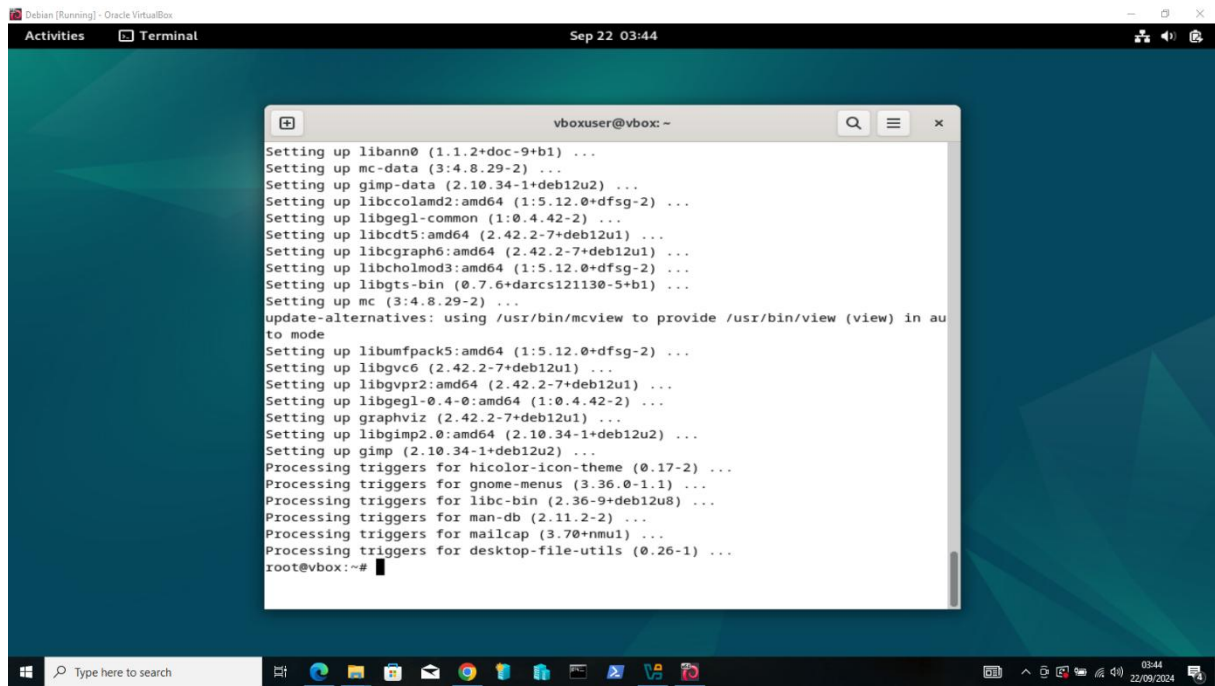 Debian [Running] - Oracle VirtualBox
Activities Terminal Sep 22 03:44
vboxuser@vbox: ~
Setting up libann0 (1.1.2+doc-9+b1) ...
Setting up mc-data (3:4.8.29-2) ...
Setting up gimp-data (2.10.34-1+deb12u2) ...
Setting up libccolamd2:amd64 (1:5.12.0+dfsg-2) ...
Setting up libgegl-common (1:0.4.42-2) ...
Setting up libcdt5:amd64 (2.42.2-7+deb12u1) ...
Setting up libcgraph6:amd64 (2.42.2-7+deb12u1) ...
Setting up libcholmod3:amd64 (1:5.12.0+dfsg-2) ...
Setting up libgts-bin (0.7.6+darcs121130-5+b1) ...
Setting up mc (3:4.8.29-2) ...
update-alternatives: using /usr/bin/mcview to provide /usr/bin/view (view) in au
to mode
Setting up libumfpack5:amd64 (1:5.12.0+dfsg-2) ...
Setting up libgvc6 (2.42.2-7+deb12u1) ...
Setting up libgvpr2:amd64 (2.42.2-7+deb12u1) ...
Setting up libgegl-0.4-0:amd64 (1:0.4.42-2) ...
Setting up graphviz (2.42.2-7+deb12u1) ...
Setting up libgimp2.0:amd64 (2.10.34-1+deb12u2) ...
Setting up gimp (2.10.34-1+deb12u2) ...
Processing triggers for hicolor-icon-theme (0.17-2) ...
Processing triggers for gnome-menus (3.36.0-1.1) ...
Processing triggers for libc-bin (2.36-9+deb12u8) ...
Processing triggers for man-db (2.11.2-2) ...
Processing triggers for mailcap (3.70+nmu1) ...
Processing triggers for desktop-file-utils (0.26-1) ...
root@vbox:~#
Type here to search
03:44
22/09/2024
4